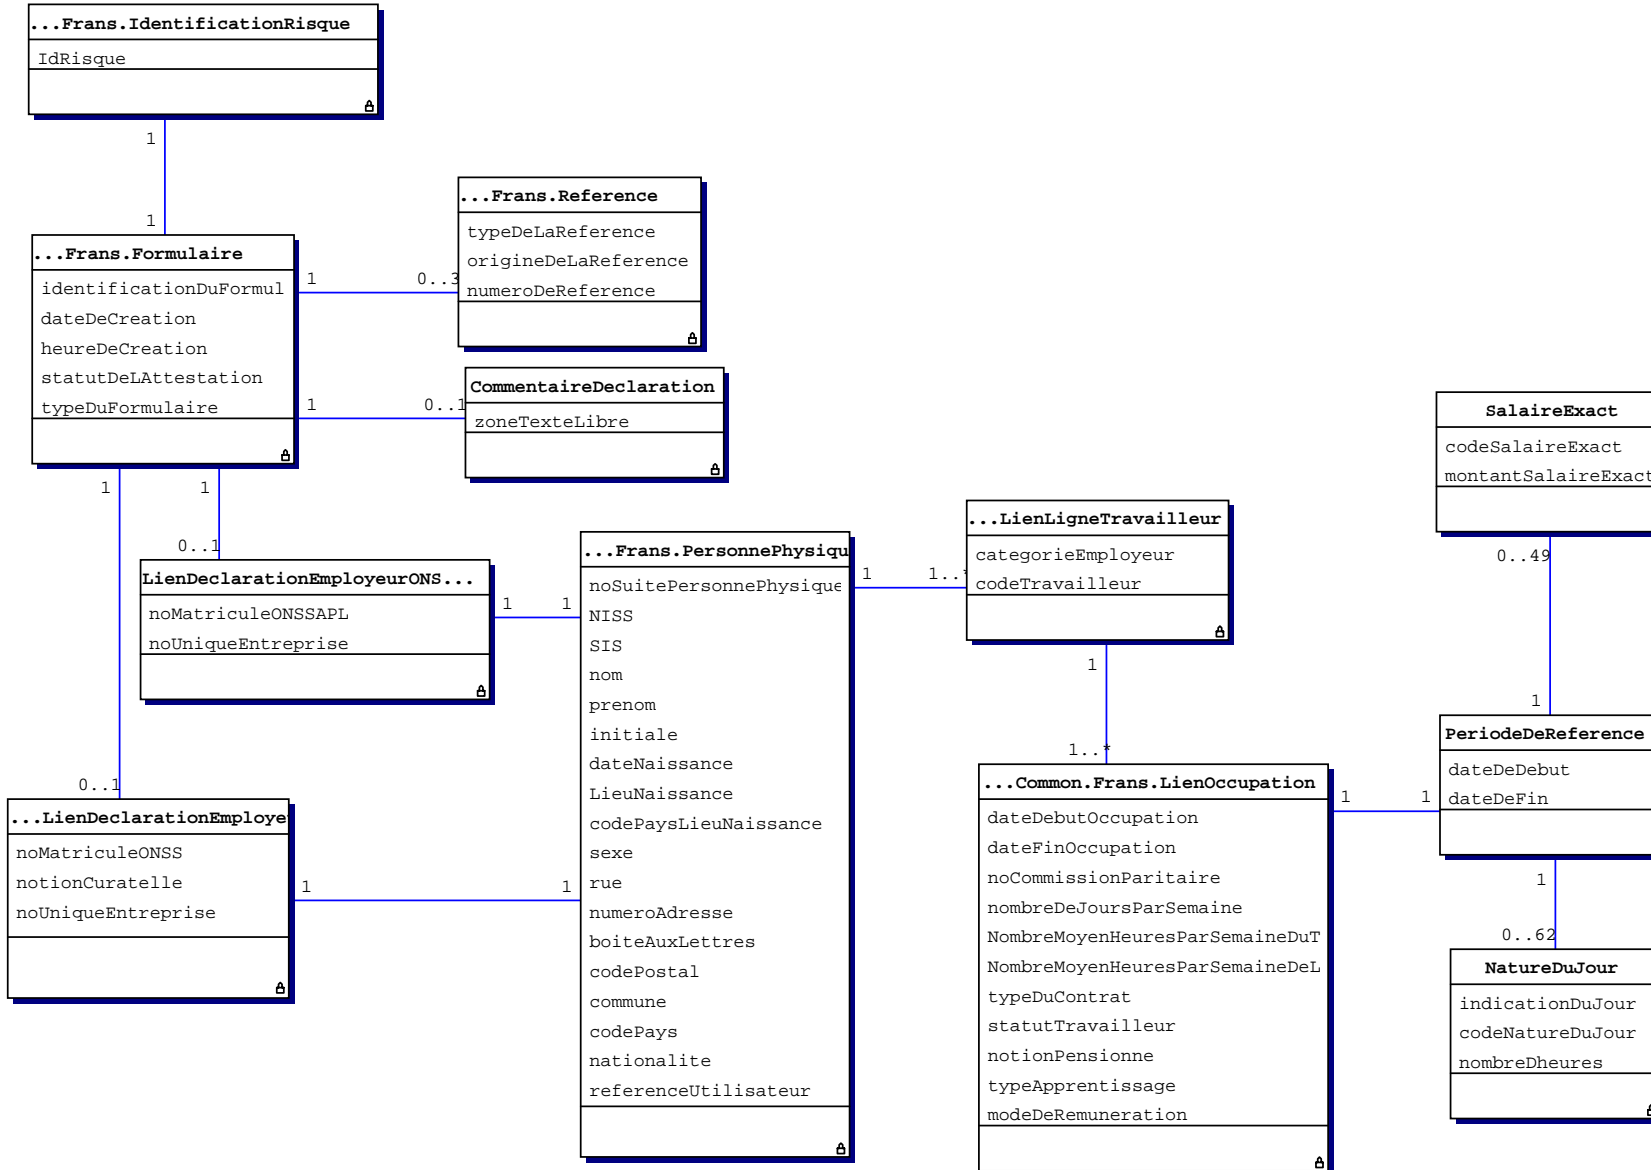 ...Frans.IdentificationRisque
IdRisque
1
1
...Frans.Reference
typeDeLaReference
origineDeLaReference
numeroDeReference
...Frans.Formulaire
identificationDuFormul
dateDeCreation
heureDeCreation
statutDeLAttestation
typeDuFormulaire
1
0..3
1
0..1
CommentaireDeclaration
zoneTexteLibre
1
1
0..1
0..1
LienDeclarationEmployeurONS...
noMatriculeONSSAPL
noUniqueEntreprise
1
1
...LienDeclarationEmploye
noMatriculeONSS
notionCuratelle
noUniqueEntreprise
1
1
...Frans.PersonnePhysiqu
noSuitePersonnePhysique
NISS
SIS
nom
prenom
initiale
dateNaissance
LieuNaissance
codePaysLieuNaissance
sexe
rue
numeroAdresse
boiteAuxLettres
codePostal
commune
codePays
nationalite
referenceUtilisateur
1
1..*
...LienLigneTravailleur
categorieEmployeur
codeTravailleur
1
1..*
...Common.Frans.LienOccupation
dateDebutOccupation
dateFinOccupation
noCommissionParitaire
nombreDeJoursParSemaine
NombreMoyenHeuresParSemaineDuT
NombreMoyenHeuresParSemaineDeL
typeDuContrat
statutTravailleur
notionPensionne
typeApprentissage
modeDeRemuneration
1
1
SalaireExact
codeSalaireExact
montantSalaireExact
0..49
1
PeriodeDeReference
dateDeDebut
dateDeFin
1
0..62
NatureDuJour
indicationDuJour
codeNatureDuJour
nombreDheures